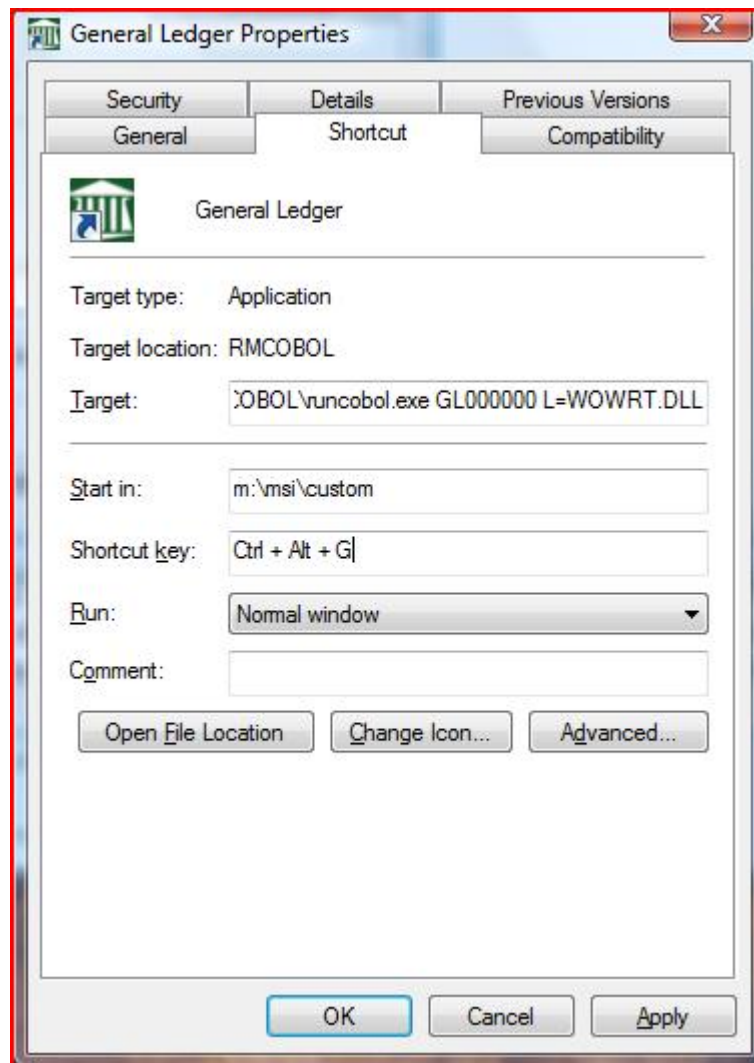 General Ledger Properties
Security Details Previous Versions
General Shortcut Compatibility
General Ledger
Target type: Application
Target location: RMCOBOL
Target: OBOL\runcobol.exe GL000000 L=WOWRT.DLL
Start in: m:\msi\custom
Shortcut key: Ctrl + Alt + G
Run: Normal window
Comment:
Open File Location Change Icon... Advanced...
OK Cancel Apply